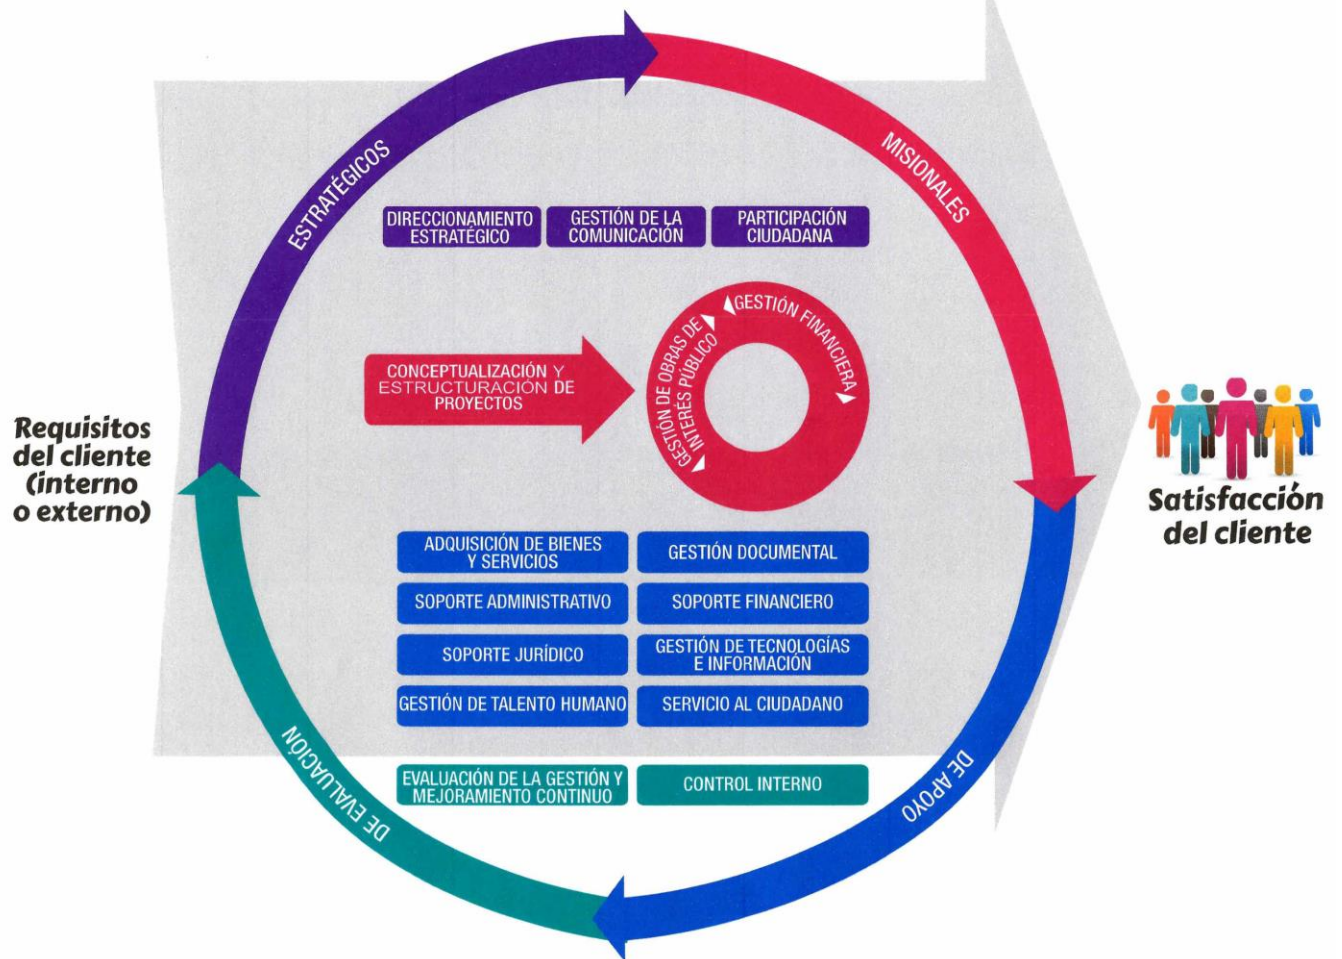 ESTRATÉGICOS
MISIONALES
DIRECCIONAMIENTO
ESTRATÉGICO
GESTIÓN DE LA
COMUNICACIÓN
PARTICIPACIÓN
CIUDADANA
CONCEPTUALIZACIÓN Y
ESTRUCTURACIÓN DE
PROYECTOS
GESTIÓN DE OBRAS DE
INTERÉS PÚBLICO
GESTIÓN FINANCIERA
Requisitos
del cliente
(interno
o externo)
Satisfacción
del cliente
ADQUISICIÓN DE BIENES
Y SERVICIOS
GESTIÓN DOCUMENTAL
SOPORTE ADMINISTRATIVO
SOPORTE FINANCIERO
SOPORTE JURÍDICO
GESTIÓN DE TECNOLOGÍAS
E INFORMACIÓN
GESTIÓN DE TALENTO HUMANO
SERVICIO AL CIUDADANO
EVALUACIÓN DE LA GESTIÓN Y
MEJORAMIENTO CONTINUO
CONTROL INTERNO
DE EVALUACIÓN
DE APOYO